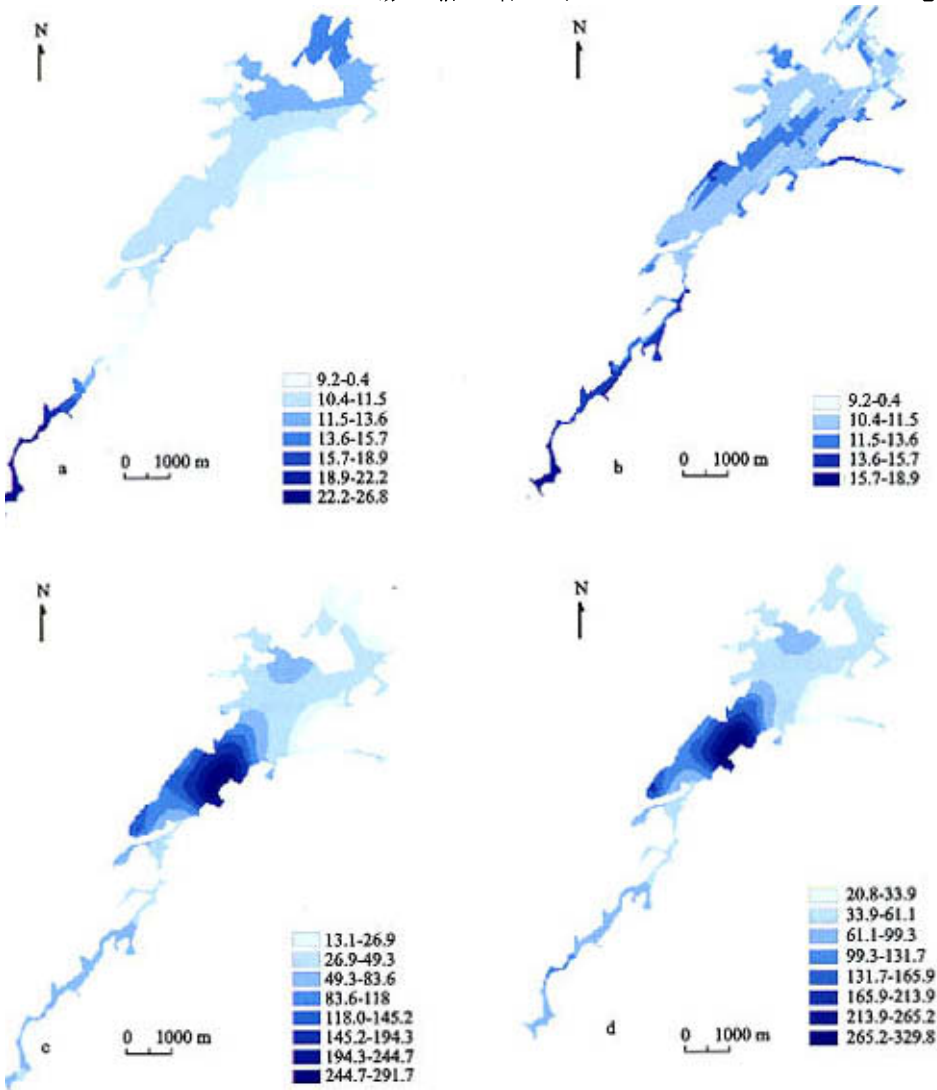 N
9.2-0.4
10.4-11.5
11.5-13.6
13.6-15.7
15.7-18.9
18.9-22.2
22.2-26.8
0 1000 m
a
N
9.2-0.4
10.4-11.5
11.5-13.6
13.6-15.7
15.7-18.9
0 1000 m
b
N
13.1-26.9
26.9-49.3
49.3-83.6
83.6-118
118.0-145.2
145.2-194.3
194.3-244.7
244.7-291.7
0 1000 m
c
N
20.8-33.9
33.9-61.1
61.1-99.3
99.3-131.7
131.7-165.9
165.9-213.9
213.9-265.2
265.2-329.8
0 1000 m
d